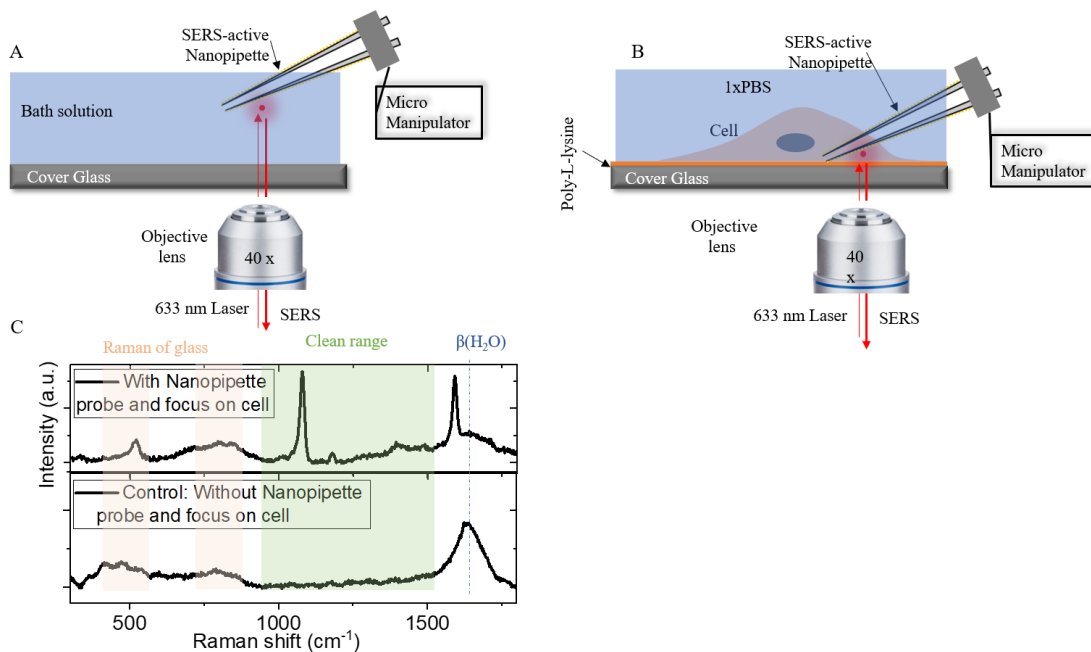 A
SERS-active
Nanopipette
Bath solution
Micro
Manipulator
Cover Glass
Objective
lens
40 x
633 nm Laser
SERS
B
SERS-active
Nanopipette
1xPBS
Cell
Micro
Manipulator
Poly-L-lysine
Cover Glass
Objective
lens
40
x
633 nm Laser
SERS
C
Raman of glass
Clean range
β(H₂O)
With Nanopipette
probe and focus on cell
Control: Without Nanopipette
probe and focus on cell
Intensity (a.u.)
500
1000
1500
Raman shift (cm⁻¹)